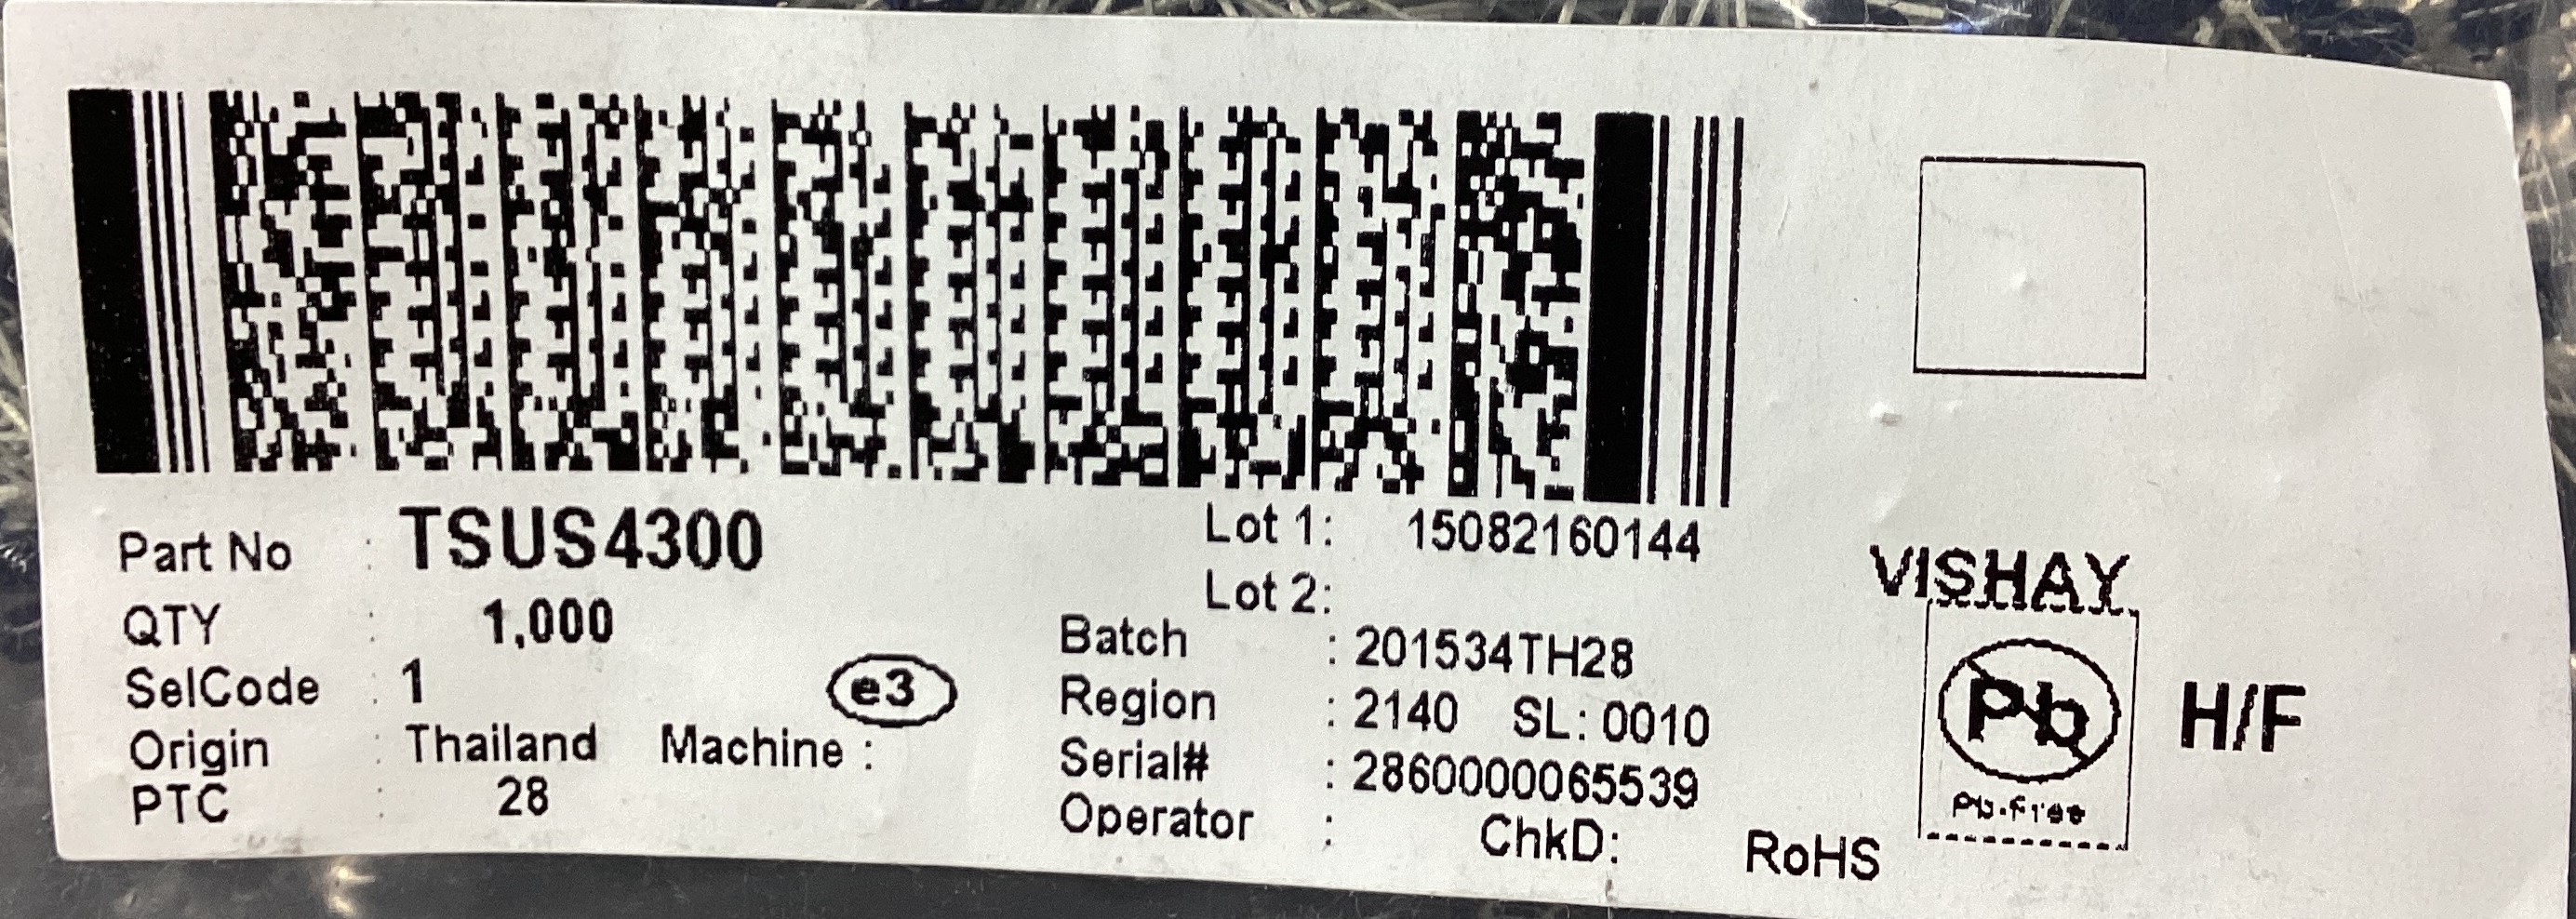 Part No : TSUS4300
QTY : 1,000
SelCode : 1
e3
Origin : Thailand Machine :
PTC : 28
Lot 1: 15082160144
Lot 2:
Batch : 201534TH28
Region : 2140 SL: 0010
Serial# : 2860000065539
Operator : ChkD:
RoHS
VISHAY
Pb
Pb-Free
H/F